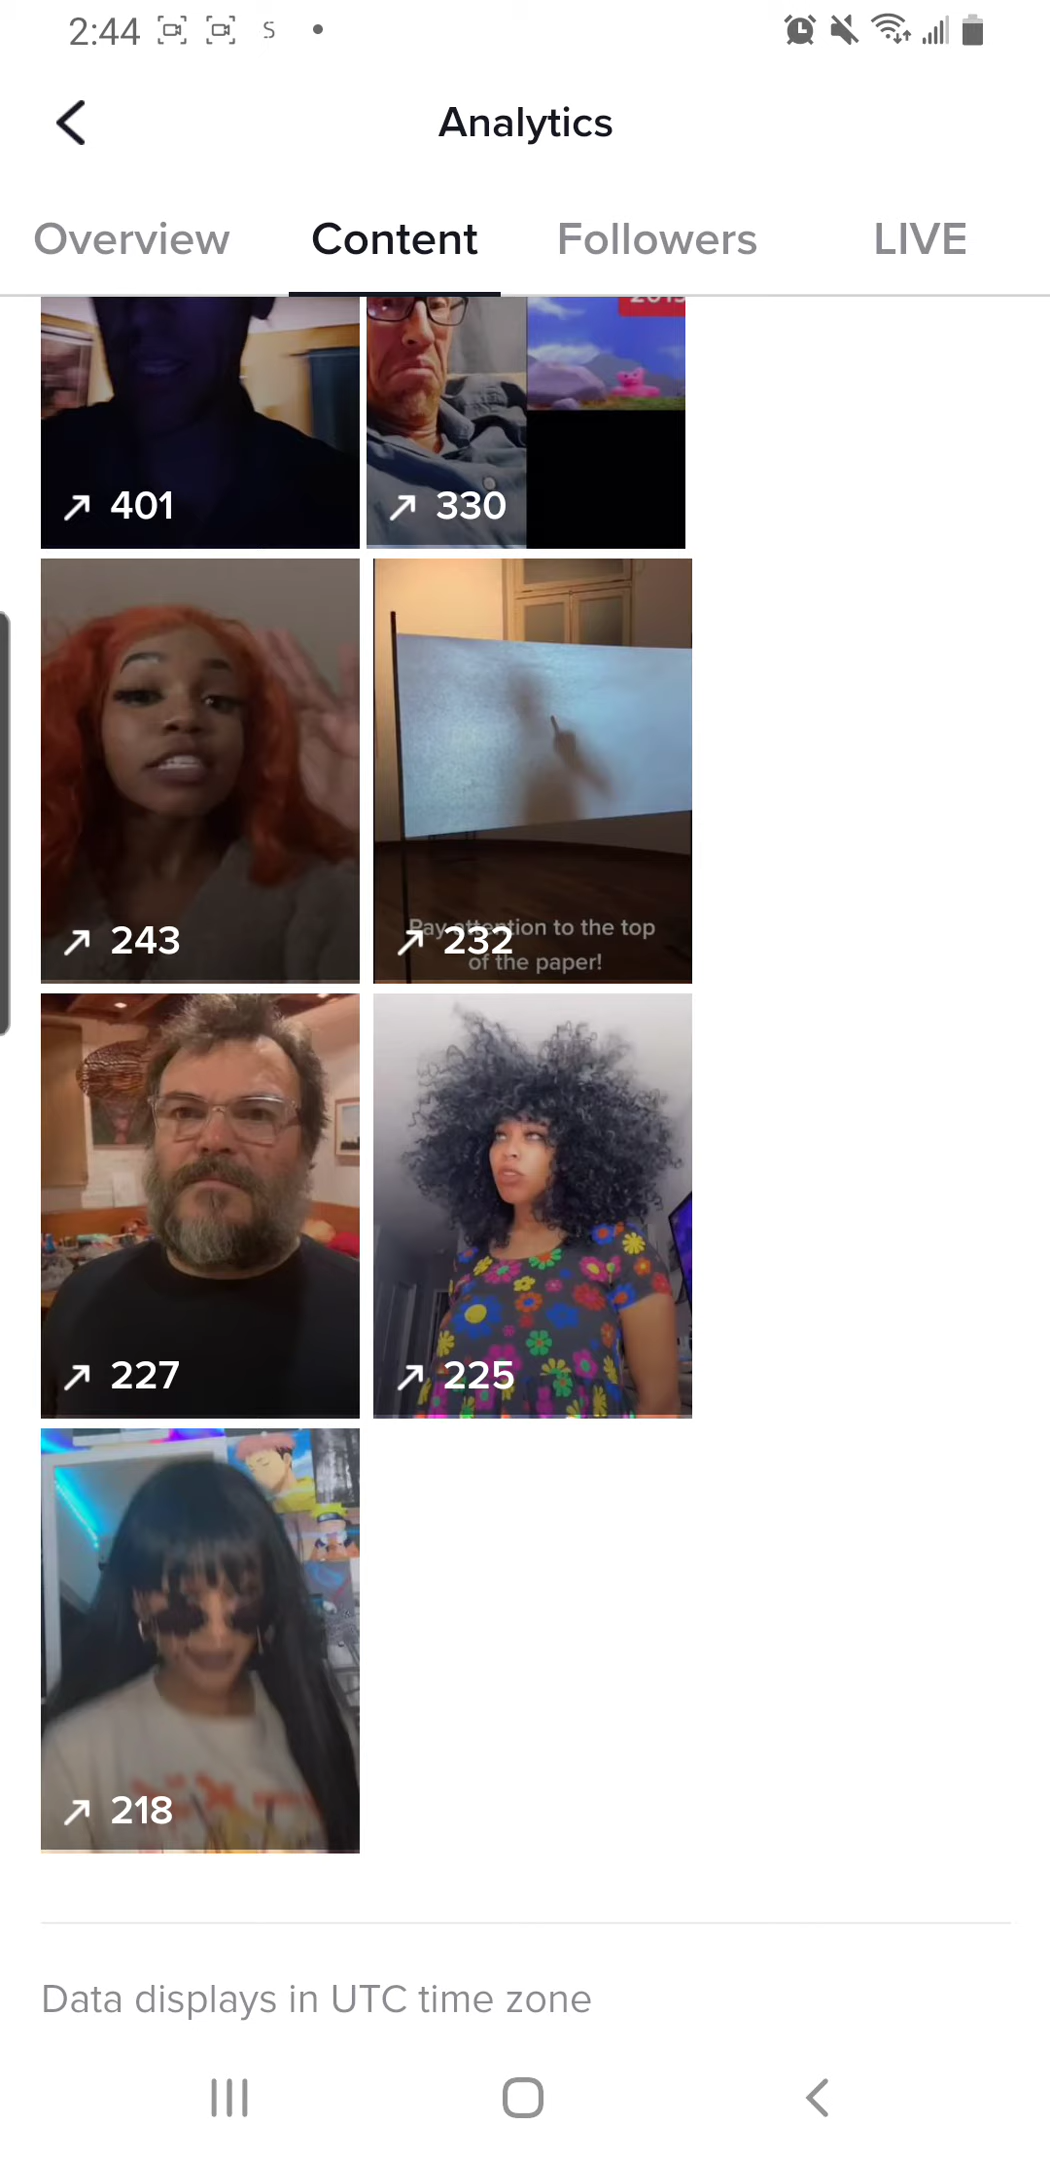 2:44 S
Analytics
Overview Content Followers LIVE
401 330
243 232
Pay attention to the top
of the paper!
227 225
218
Data displays in UTC time zone